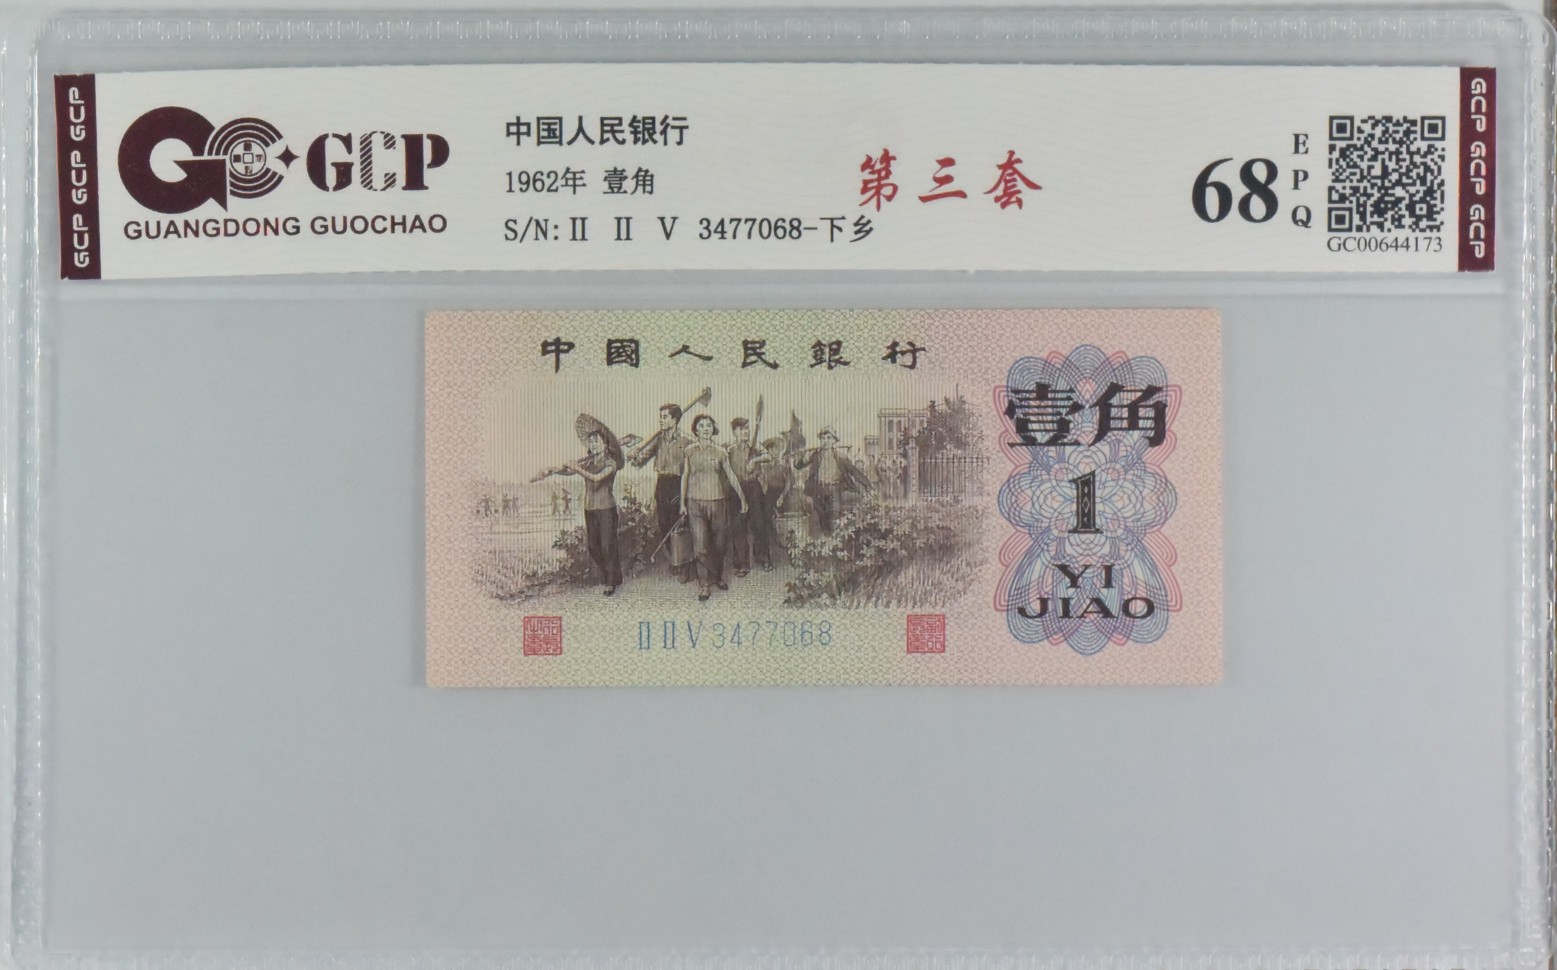 GCP GCP GCP
GCP
GUANGDONG GUOCHAO
中国人民银行
1962年 壹角
S/N: II II V 3477068-下乡
第三套
68
EPQ
GC00644173
GCP GCP GCP
中國人民銀行
壹角
1
YI
JIAO
II II V 3477068